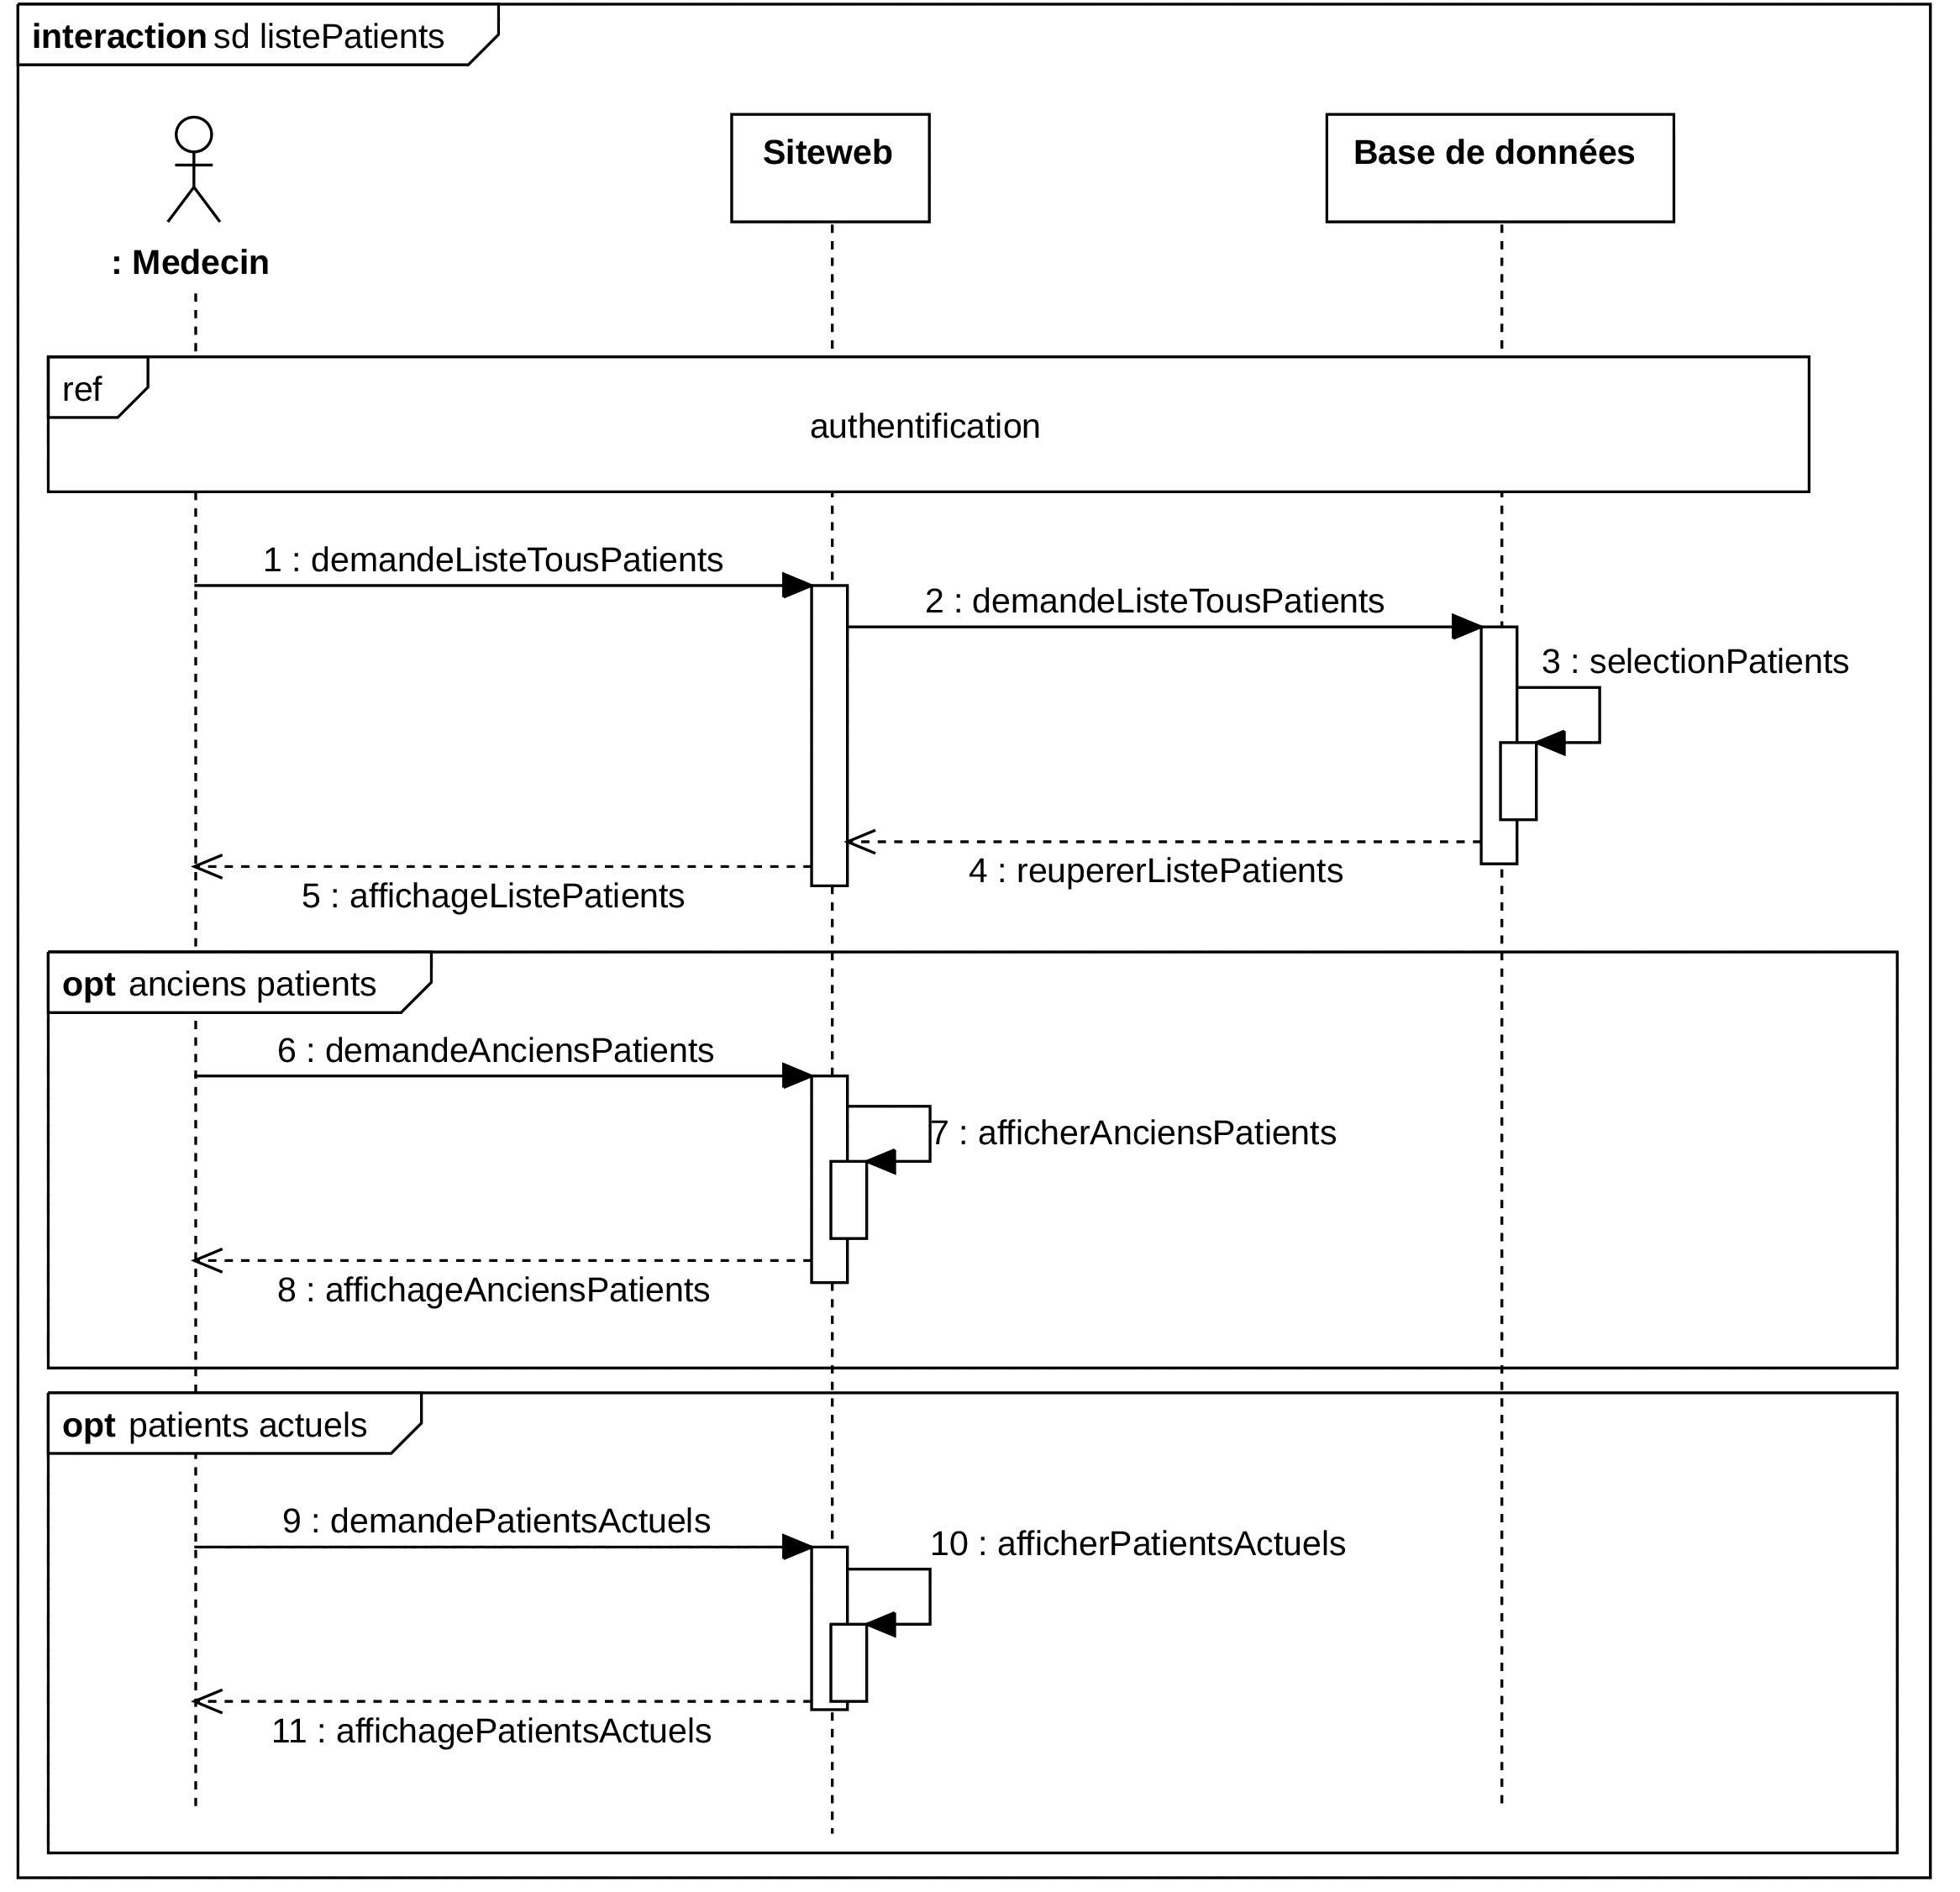 interaction sd listePatients
: Medecin
Siteweb
Base de données
ref
authentification
1 : demandeListeTousPatients
2 : demandeListeTousPatients
3 : selectionPatients
4 : reupererListePatients
5 : affichageListePatients
opt anciens patients
6 : demandeAnciensPatients
7 : afficherAnciensPatients
8 : affichageAnciensPatients
opt patients actuels
9 : demandePatientsActuels
10 : afficherPatientsActuels
11 : affichagePatientsActuels